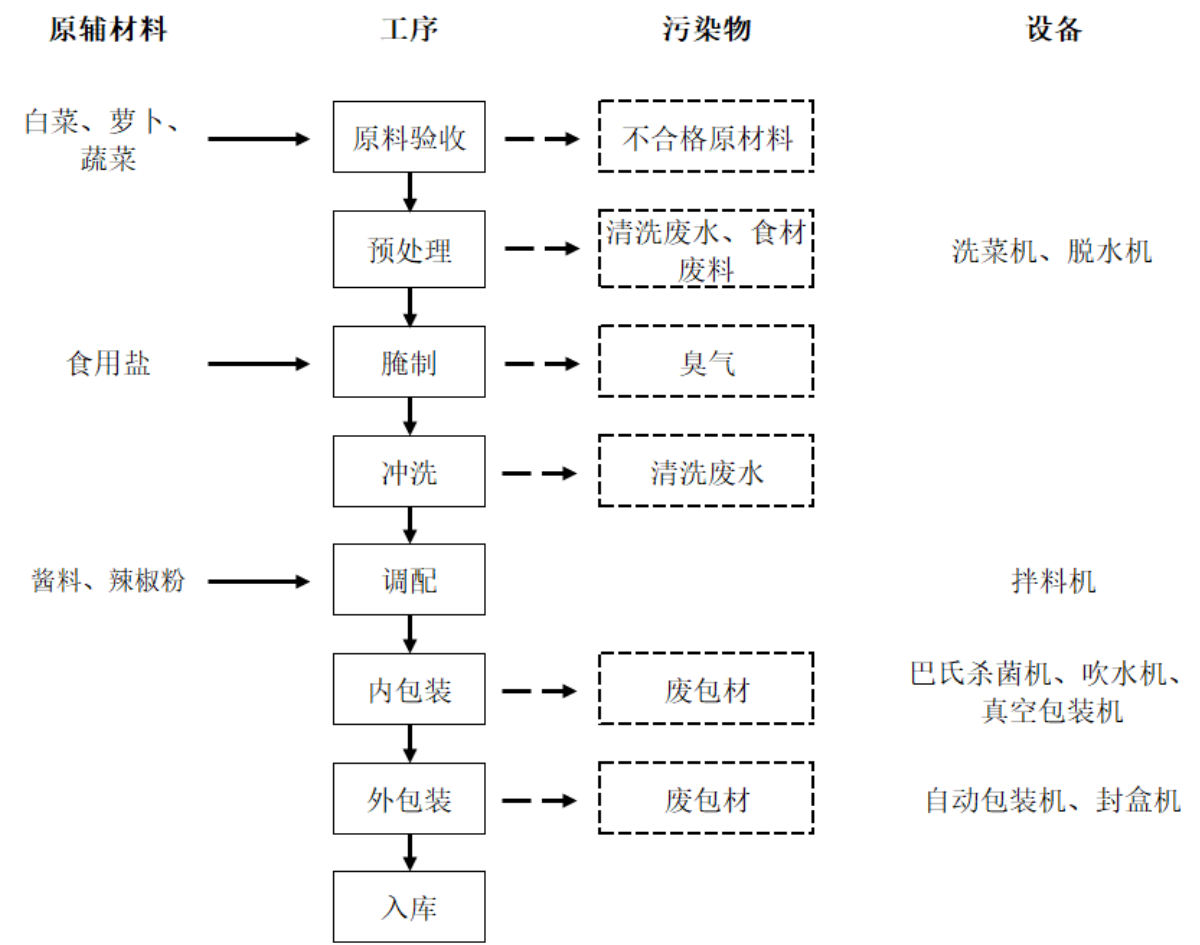 原辅材料 工序 污染物 设备
白菜、萝卜、
蔬菜
原料验收
不合格原材料
预处理
清洗废水、食材
废料
洗菜机、脱水机
食用盐
腌制
臭气
冲洗
清洗废水
酱料、辣椒粉
调配
拌料机
内包装
废包材
巴氏杀菌机、吹水机、
真空包装机
外包装
废包材
自动包装机、封盒机
入库